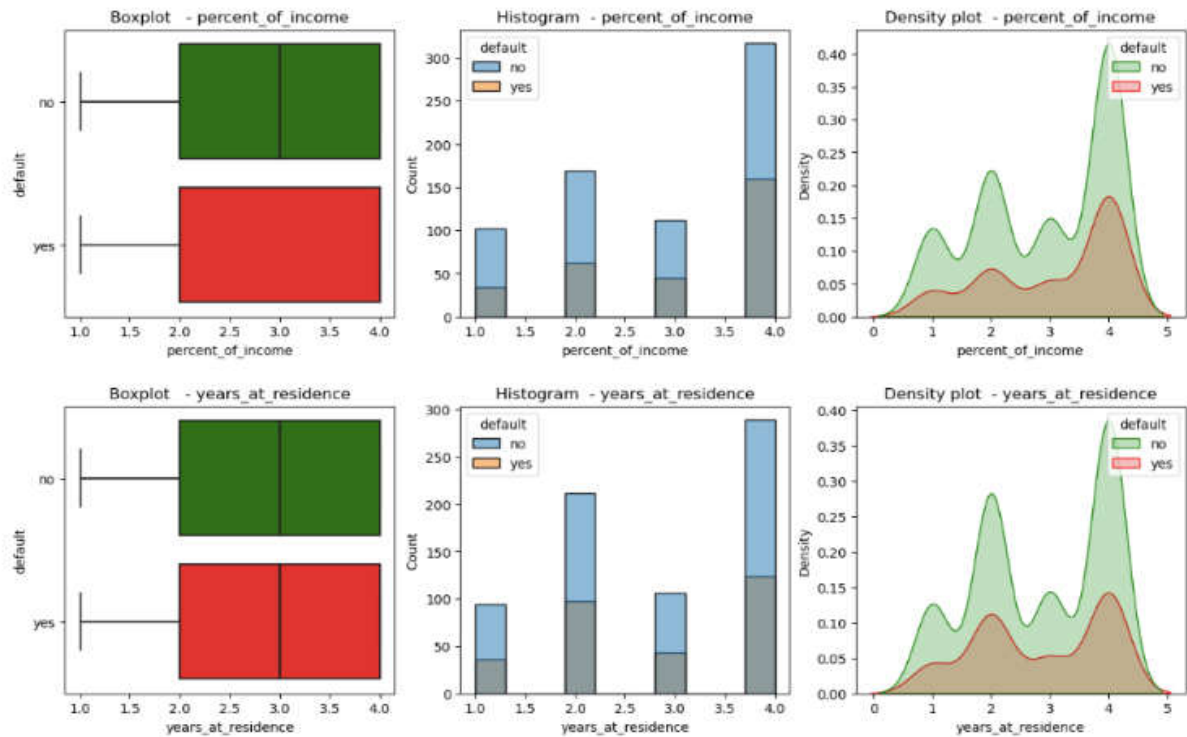 Boxplot - percent_of_income
no
yes
default
1.0 1.5 2.0 2.5 3.0 3.5 4.0
percent_of_income
Histogram - percent_of_income
default
no
yes
Count
300
250
200
150
100
50
0
1.0 1.5 2.0 2.5 3.0 3.5 4.0
percent_of_income
Density plot - percent_of_income
default
no
yes
Density
0.40
0.35
0.30
0.25
0.20
0.15
0.10
0.05
0.00
0 1 2 3 4 5
percent_of_income
Boxplot - years_at_residence
no
yes
default
1.0 1.5 2.0 2.5 3.0 3.5 4.0
years_at_residence
Histogram - years_at_residence
default
no
yes
Count
300
250
200
150
100
50
0
1.0 1.5 2.0 2.5 3.0 3.5 4.0
years_at_residence
Density plot - years_at_residence
default
no
yes
Density
0.40
0.35
0.30
0.25
0.20
0.15
0.10
0.05
0.00
0 1 2 3 4 5
years_at_residence